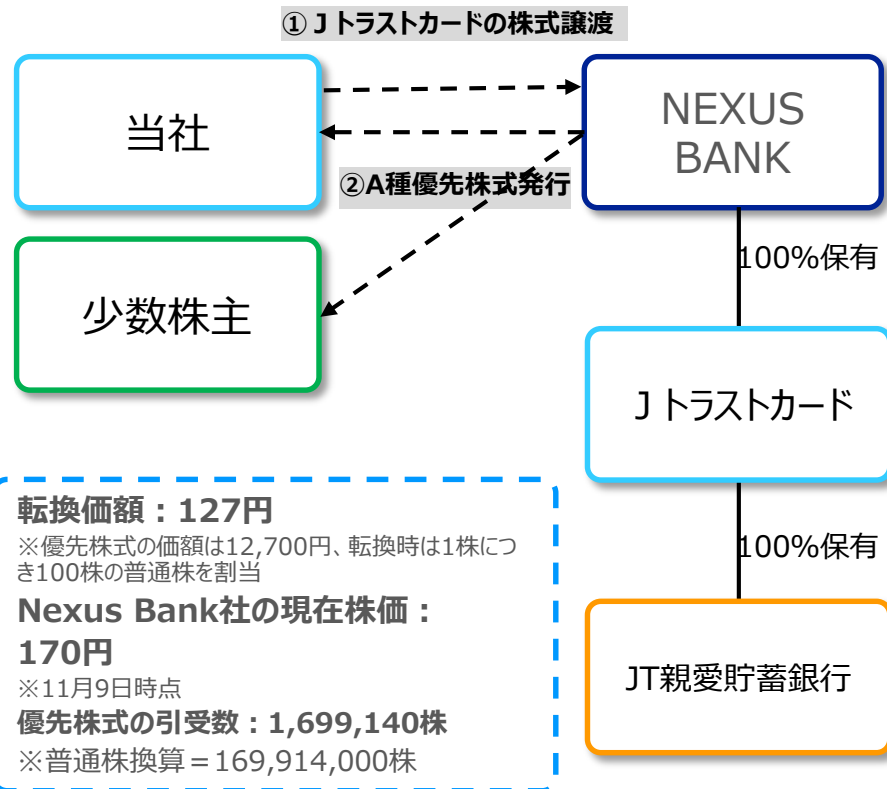 ①Ｊトラストカードの株式譲渡
当社
NEXUS
BANK
②A種優先株式発行
100%保有
少数株主
Ｊトラストカード
100%保有
JT親愛貯蓄銀行
転換価額：127円
※優先株式の価額は12,700円、転換時は1株につ
き100株の普通株を割当
Nexus Bank社の現在株価：
170円
※11月9日時点
優先株式の引受数：1,699,140株
※普通株換算＝169,914,000株